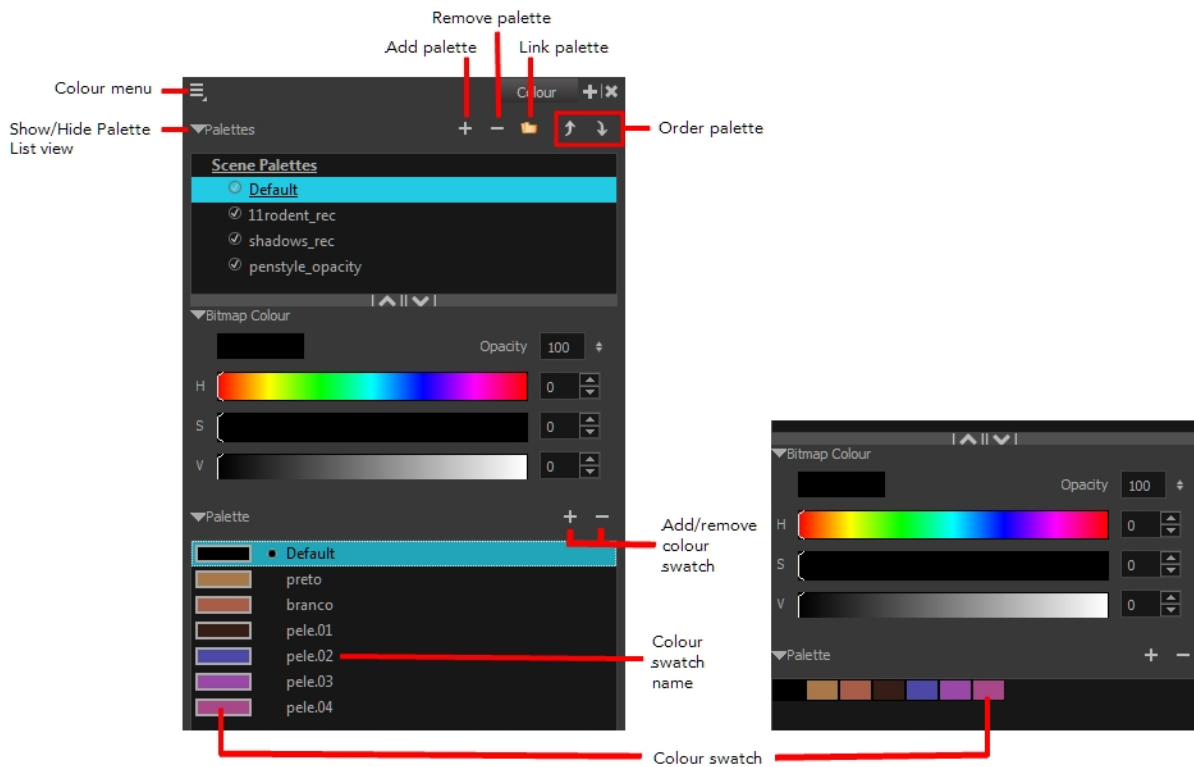 Remove palette
Add palette
Link palette
Colour menu
Colour
Show/Hide Palette
List view
Palettes
Order palette
Scene Palettes
Default
11rodent_rec
shadows_rec
penstyle_opacity
Bitmap Colour
Opacity 100
H 0
S 0
V 0
Palette
Add/remove
colour
swatch
Default
preto
branco
pele.01
pele.02
pele.03
pele.04
Colour
swatch
name
Bitmap Colour
Opacity 100
H 0
S 0
V 0
Palette
Colour swatch